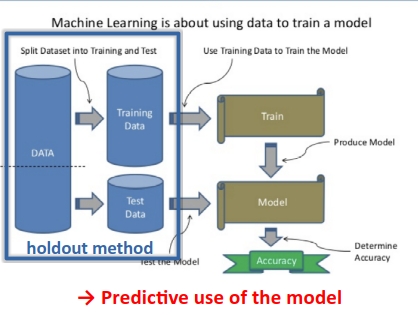 Machine Learning is about using data to train a model
Split Dataset into Training and Test
Use Training Data to Train the Model
DATA
Training
Data
Train
Produce Model
Test
Data
Model
holdout method
Test the Model
Determine
Accuracy
Accuracy
→ Predictive use of the model